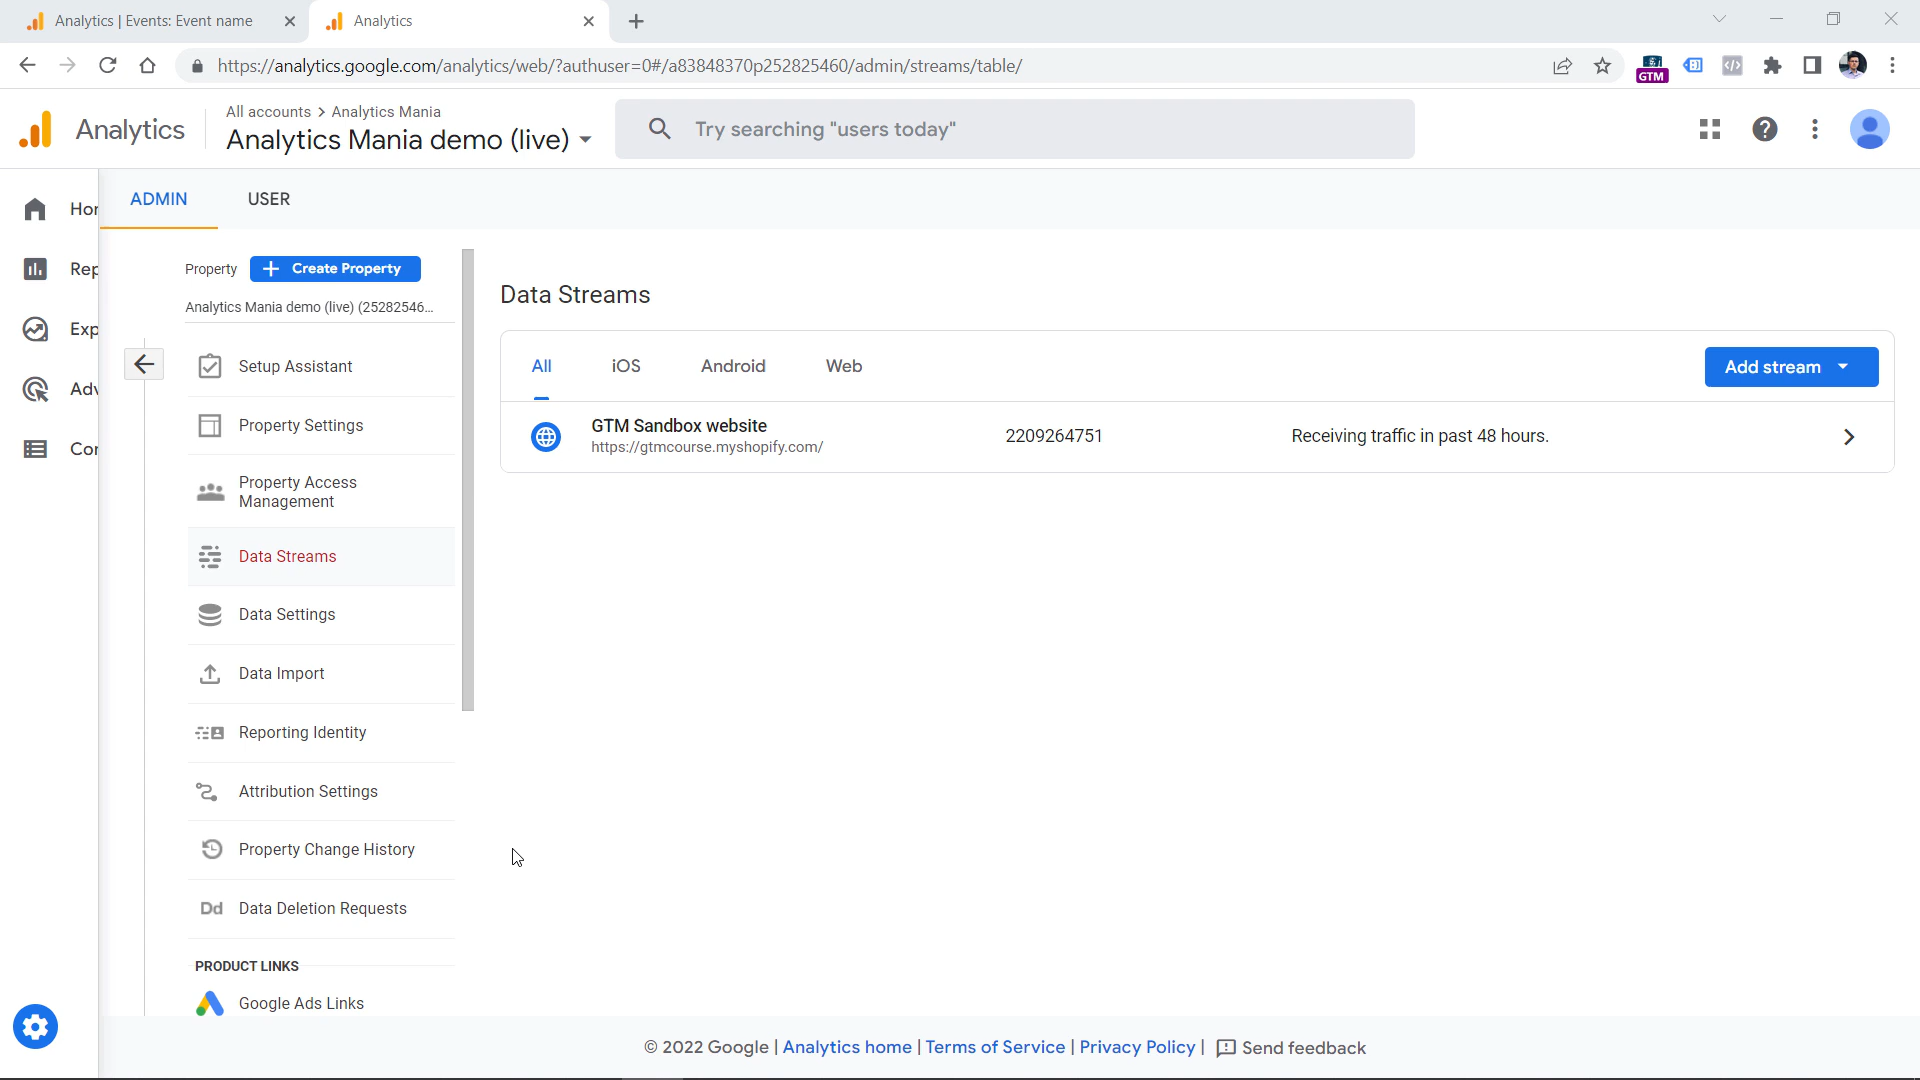 Analytics | Events: Event name
Analytics
https://analytics.google.com/analytics/web/?authuser=0#/a83848370p252825460/admin/streams/table/
GTM
Analytics
All accounts > Analytics Mania
Analytics Mania demo (live)
Try searching "users today"
Hor
Rep
Exp
Adv
Cor
ADMIN
USER
Property
+ Create Property
Analytics Mania demo (live) (25282546...
Setup Assistant
Property Settings
Property Access
Management
Data Streams
Data Settings
Data Import
Reporting Identity
Attribution Settings
Property Change History
Dd Data Deletion Requests
PRODUCT LINKS
Google Ads Links
Data Streams
All
iOS
Android
Web
Add stream
GTM Sandbox website
https://gtmcourse.myshopify.com/
2209264751
Receiving traffic in past 48 hours.
© 2022 Google | Analytics home | Terms of Service | Privacy Policy | Send feedback